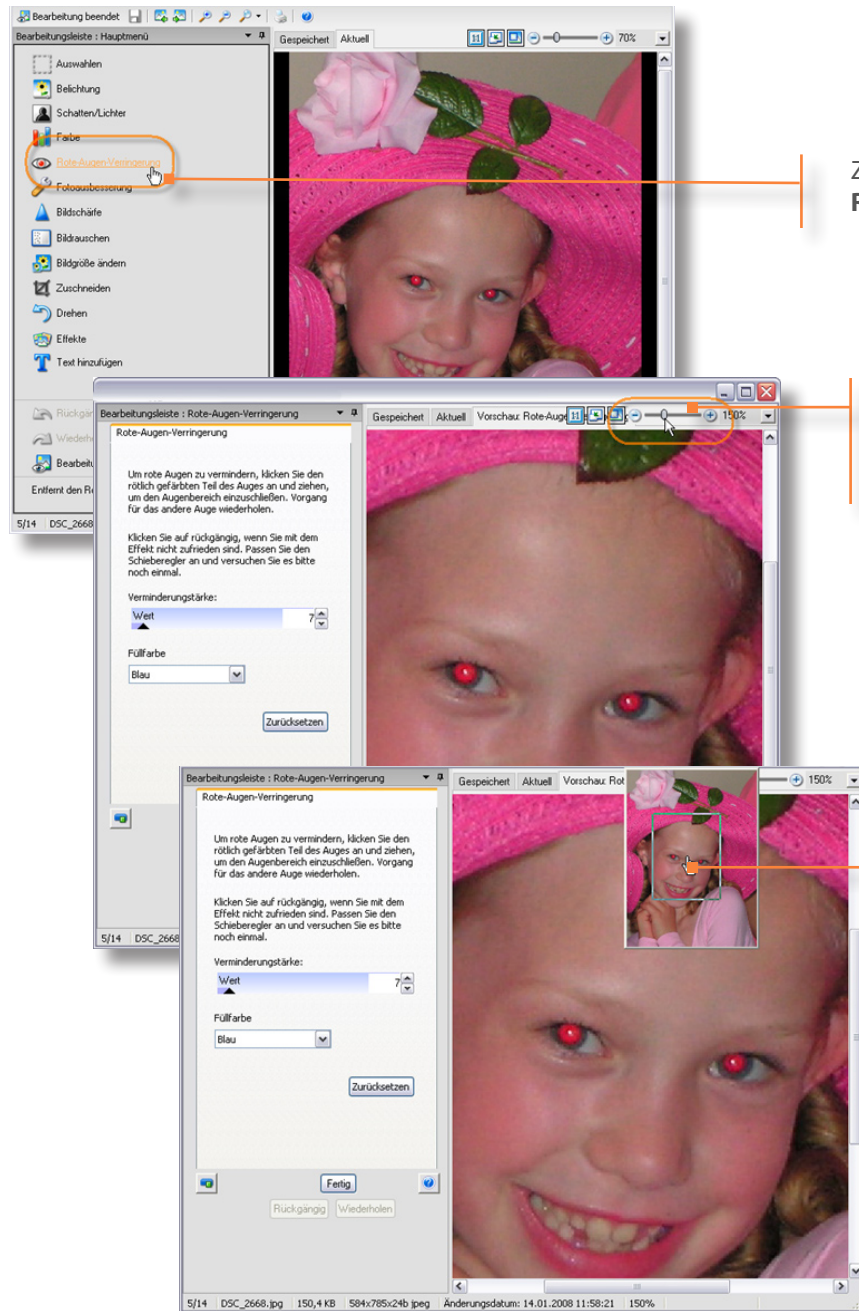 Bearbeitung beendet
Bearbeitungsleiste : Hauptmenü
Gespeichert Aktuell 70%
Auswahlen
Belichtung
Schatten/Lichter
Farbe
Rote-Augen-Verringerung
Fotoausbesserung
Bildschärfe
Bildrauschen
Bildgröße ändern
Zuschneiden
Drehen
Effekte
Text hinzufügen
5/14 DSC_2668
Bearbeitungsleiste : Rote-Augen-Verringerung
Gespeichert Aktuell Vorschau: Rote-Auge 150%
Rote-Augen-Verringerung
Um rote Augen zu vermindern, klicken Sie den
rötlich gefärbten Teil des Auges an und ziehen,
um den Augenbereich einzuschließen. Vorgang
für das andere Auge wiederholen.
Klicken Sie auf rückgängig, wenn Sie mit dem
Effekt nicht zufrieden sind. Passen Sie den
Schieberegler an und versuchen Sie es bitte
noch einmal.
Verminderungstärke:
Wert 7
Füllfarbe
Blau
Zurücksetzen
5/14 DSC_2668
Bearbeitungsleiste : Rote-Augen-Verringerung
Gespeichert Aktuell Vorschau: Rot 150%
Rote-Augen-Verringerung
Um rote Augen zu vermindern, klicken Sie den
rötlich gefärbten Teil des Auges an und ziehen,
um den Augenbereich einzuschließen. Vorgang
für das andere Auge wiederholen.
Klicken Sie auf rückgängig, wenn Sie mit dem
Effekt nicht zufrieden sind. Passen Sie den
Schieberegler an und versuchen Sie es bitte
noch einmal.
Verminderungstärke:
Wert 7
Füllfarbe
Blau
Zurücksetzen
Fertig
Rückgängig Wiederholen
5/14 DSC_2668.jpg 150,4 KB 584x785x24b jpeg Änderungsdatum: 14.01.2008 11:58:21 150%